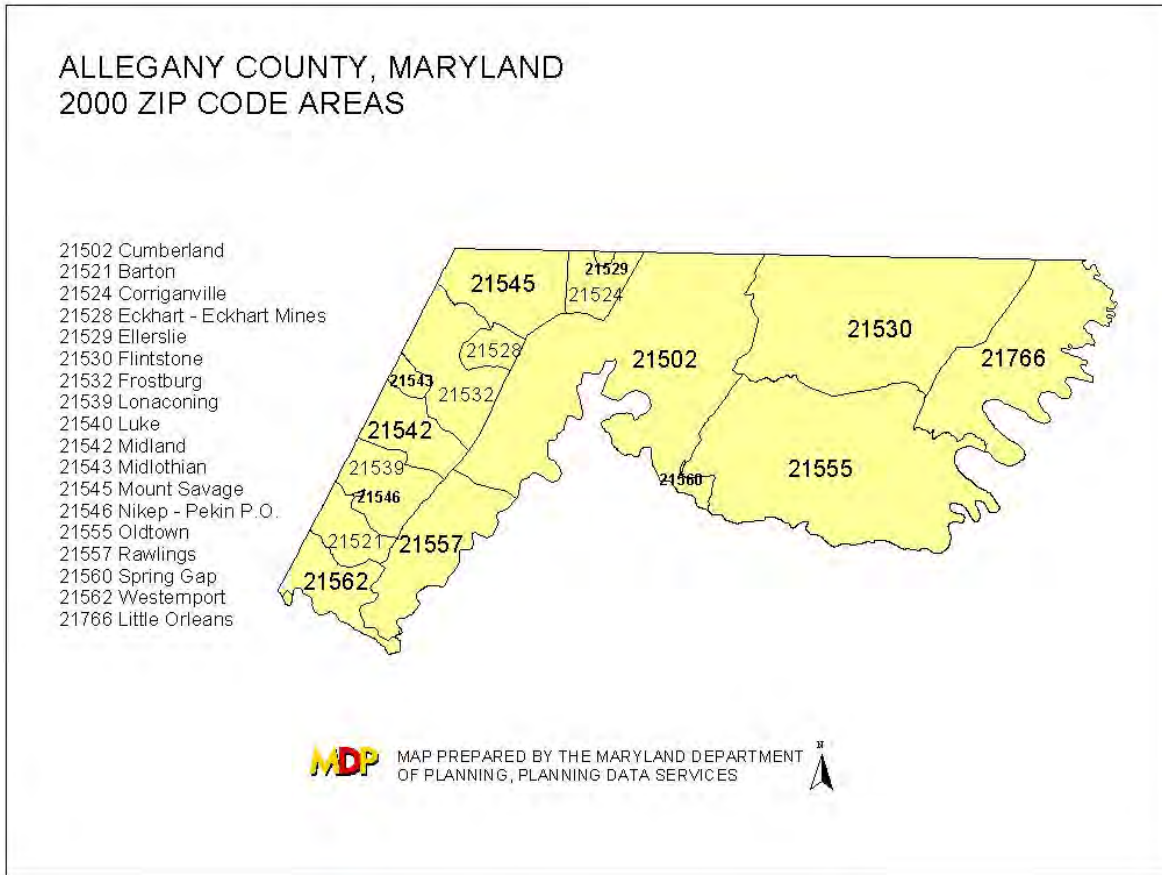 ALLEGANY COUNTY, MARYLAND
2000 ZIP CODE AREAS
21502 Cumberland
21521 Barton
21524 Corriganville
21528 Eckhart - Eckhart Mines
21529 Ellerslie
21530 Flintstone
21532 Frostburg
21539 Lonaconing
21540 Luke
21542 Midland
21543 Midlothian
21545 Mount Savage
21546 Nikep - Pekin P.O.
21555 Oldtown
21557 Rawlings
21560 Spring Gap
21562 Westernport
21766 Little Orleans
21529
21545
21524
21530
21528
21502
21766
21543
21532
21542
21539
21555
21560
21546
21521
21557
21562
N
MDP
MAP PREPARED BY THE MARYLAND DEPARTMENT
OF PLANNING, PLANNING DATA SERVICES